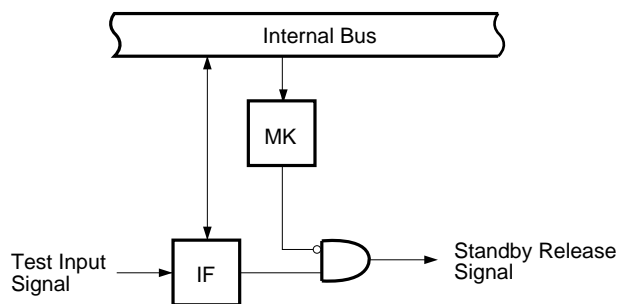 Internal Bus
MK
Test Input
Signal
IF
Standby Release
Signal